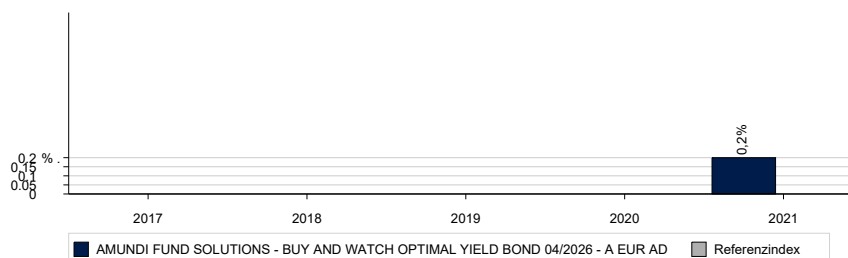 0,2%
0,2 % .
0.15
0.1
0.05
0
2017 2018 2019 2020 2021
AMUNDI FUND SOLUTIONS - BUY AND WATCH OPTIMAL YIELD BOND 04/2026 - A EUR AD Referenzindex